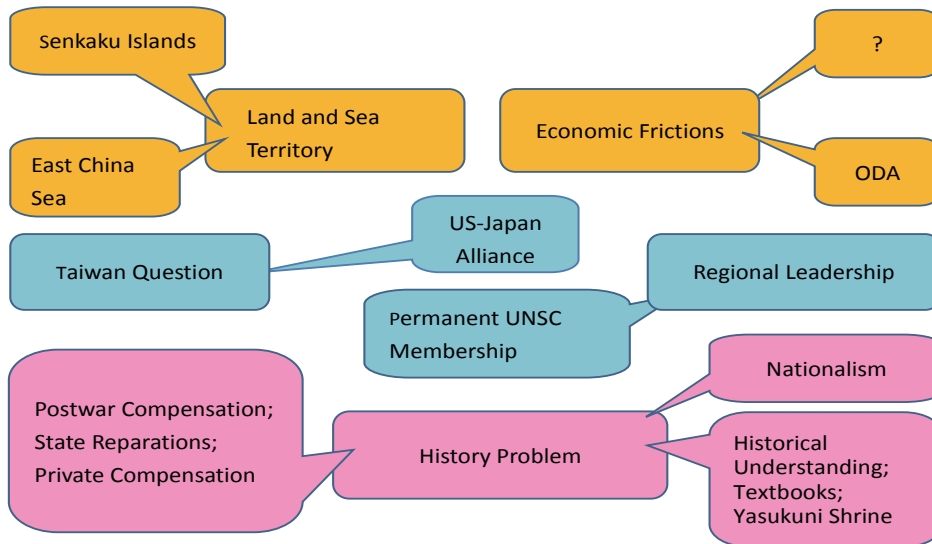 Senkaku Islands
?
Land and Sea
Territory
Economic Frictions
East China
Sea
ODA
US-Japan
Alliance
Taiwan Question
Regional Leadership
Permanent UNSC
Membership
Nationalism
Postwar Compensation;
State Reparations;
Private Compensation
History Problem
Historical
Understanding;
Textbooks;
Yasukuni Shrine